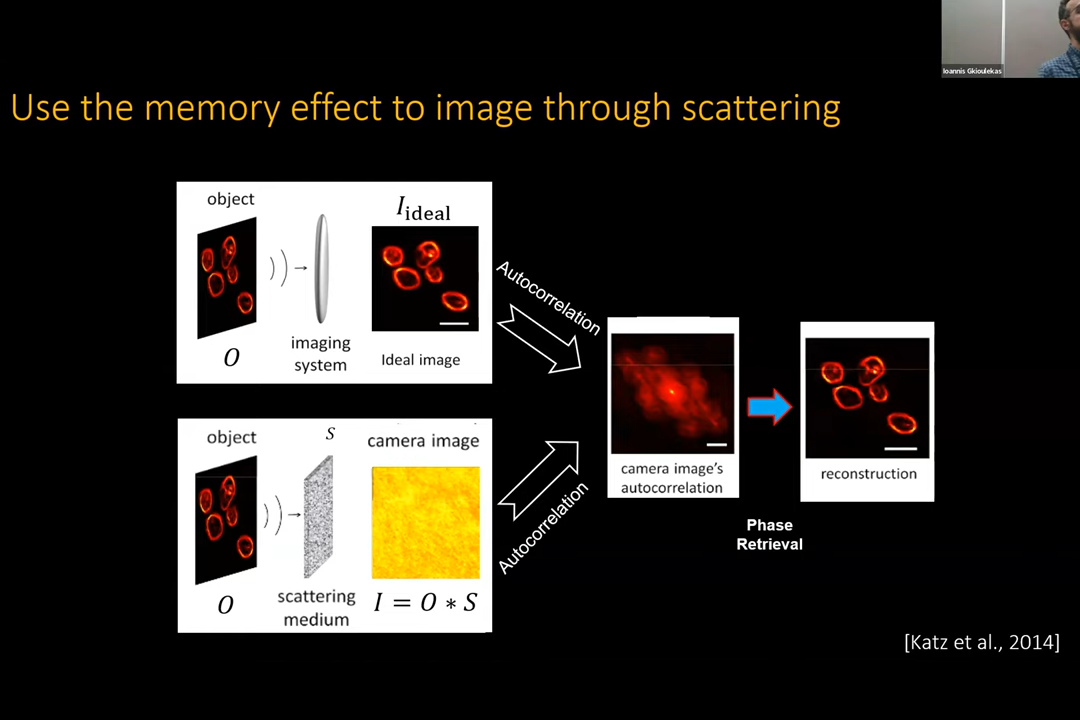 Ioannis Gkioulekas
Use the memory effect to image through scattering
object
I_ideal
O
imaging
system
Ideal image
Autocorrelation
object
S
camera image
O
scattering
medium
I = O ∗ S
Autocorrelation
camera image's
autocorrelation
Phase
Retrieval
reconstruction
[Katz et al., 2014]